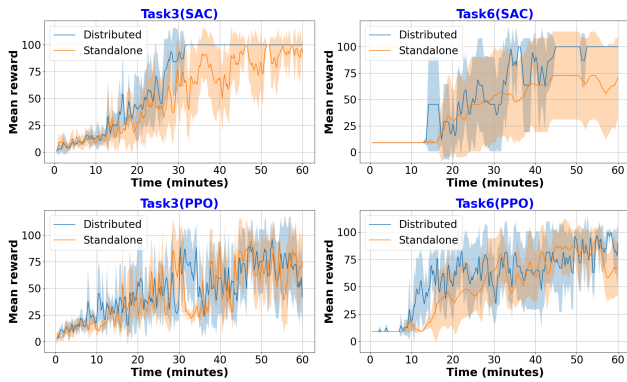 Task3(SAC)
Mean reward
100
75
50
25
0
Distributed
Standalone
0 10 20 30 40 50 60
Time (minutes)
Task6(SAC)
Mean reward
100
75
50
25
0
Distributed
Standalone
0 10 20 30 40 50 60
Time (minutes)
Task3(PPO)
Mean reward
100
75
50
25
0
Distributed
Standalone
0 10 20 30 40 50 60
Time (minutes)
Task6(PPO)
Mean reward
100
75
50
25
0
Distributed
Standalone
0 10 20 30 40 50 60
Time (minutes)